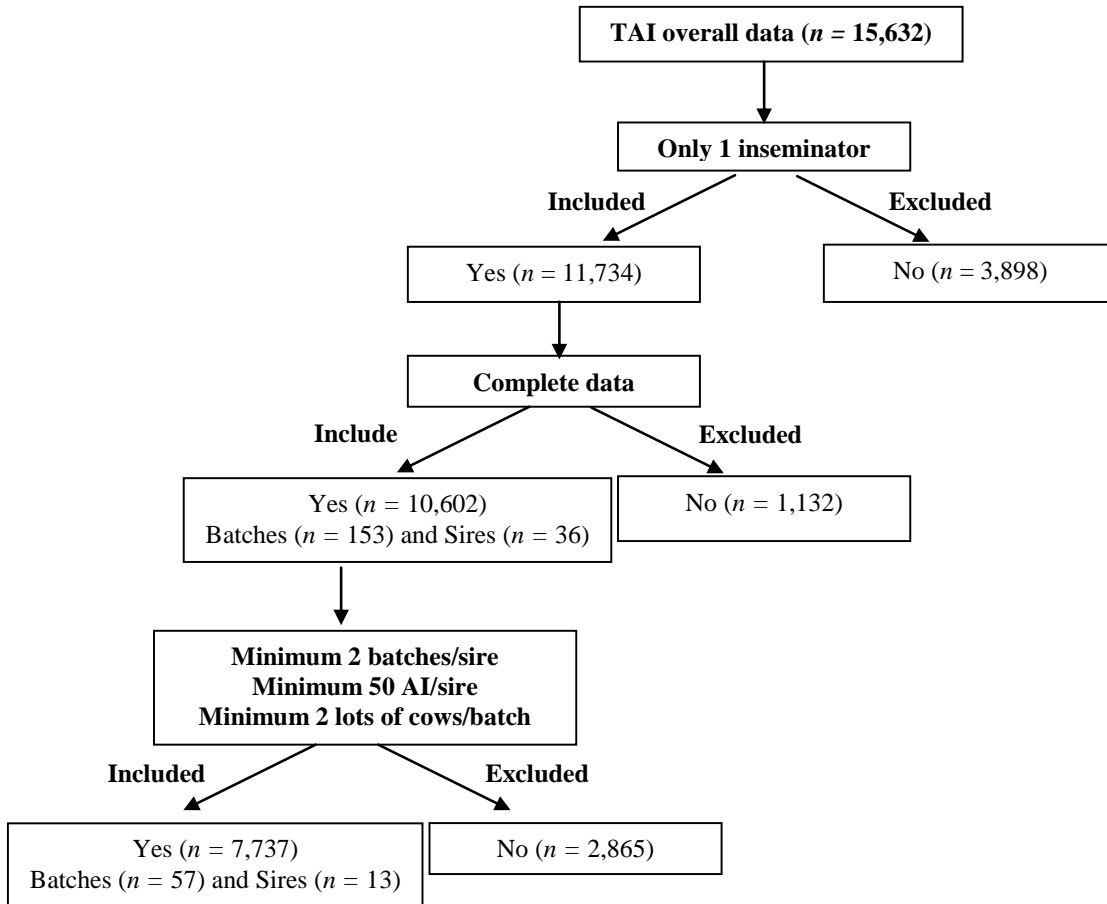 TAI overall data (n = 15,632)
Only 1 inseminator
Included
Excluded
Yes (n = 11,734)
No (n = 3,898)
Complete data
Include
Excluded
Yes (n = 10,602)
Batches (n = 153) and Sires (n = 36)
No (n = 1,132)
Minimum 2 batches/sire
Minimum 50 AI/sire
Minimum 2 lots of cows/batch
Included
Excluded
Yes (n = 7,737)
Batches (n = 57) and Sires (n = 13)
No (n = 2,865)